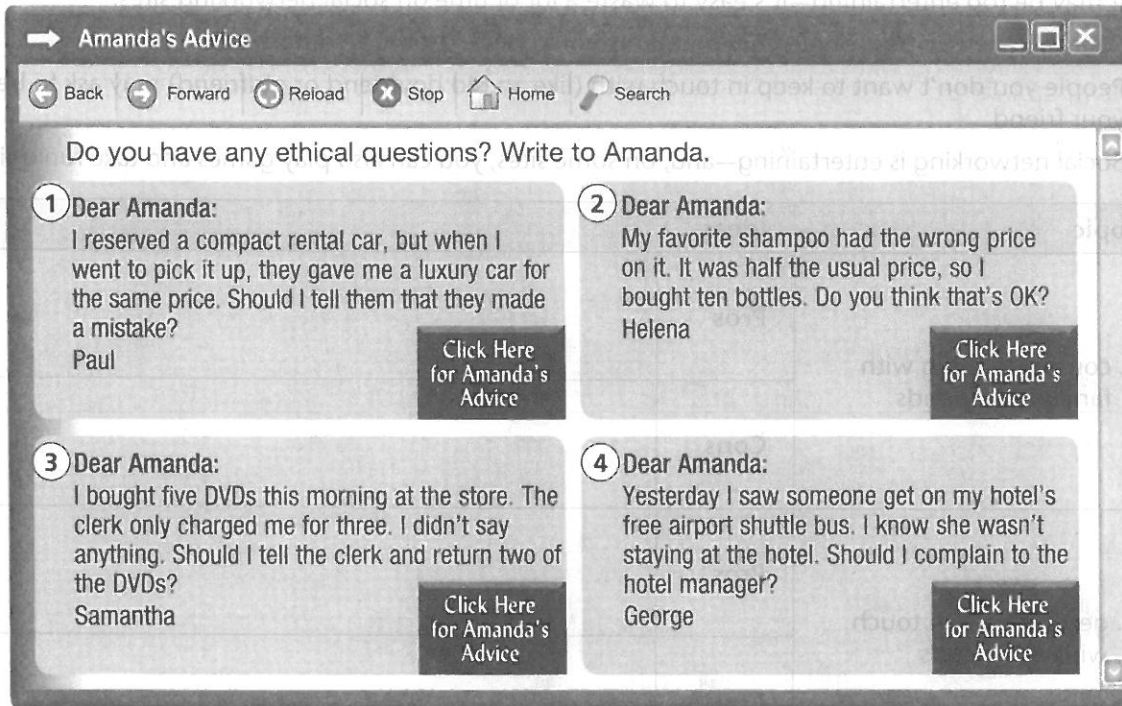 Amanda's Advice
Back Forward Reload Stop Home Search
Do you have any ethical questions? Write to Amanda.
1 Dear Amanda:
I reserved a compact rental car, but when I
went to pick it up, they gave me a luxury car for
the same price. Should I tell them that they made
a mistake?
Paul
Click Here
for Amanda's
Advice
2 Dear Amanda:
My favorite shampoo had the wrong price
on it. It was half the usual price, so I
bought ten bottles. Do you think that's OK?
Helena
Click Here
for Amanda's
Advice
3 Dear Amanda:
I bought five DVDs this morning at the store. The
clerk only charged me for three. I didn't say
anything. Should I tell the clerk and return two of
the DVDs?
Samantha
Click Here
for Amanda's
Advice
4 Dear Amanda:
Yesterday I saw someone get on my hotel's
free airport shuttle bus. I know she wasn't
staying at the hotel. Should I complain to the
hotel manager?
George
Click Here
for Amanda's
Advice